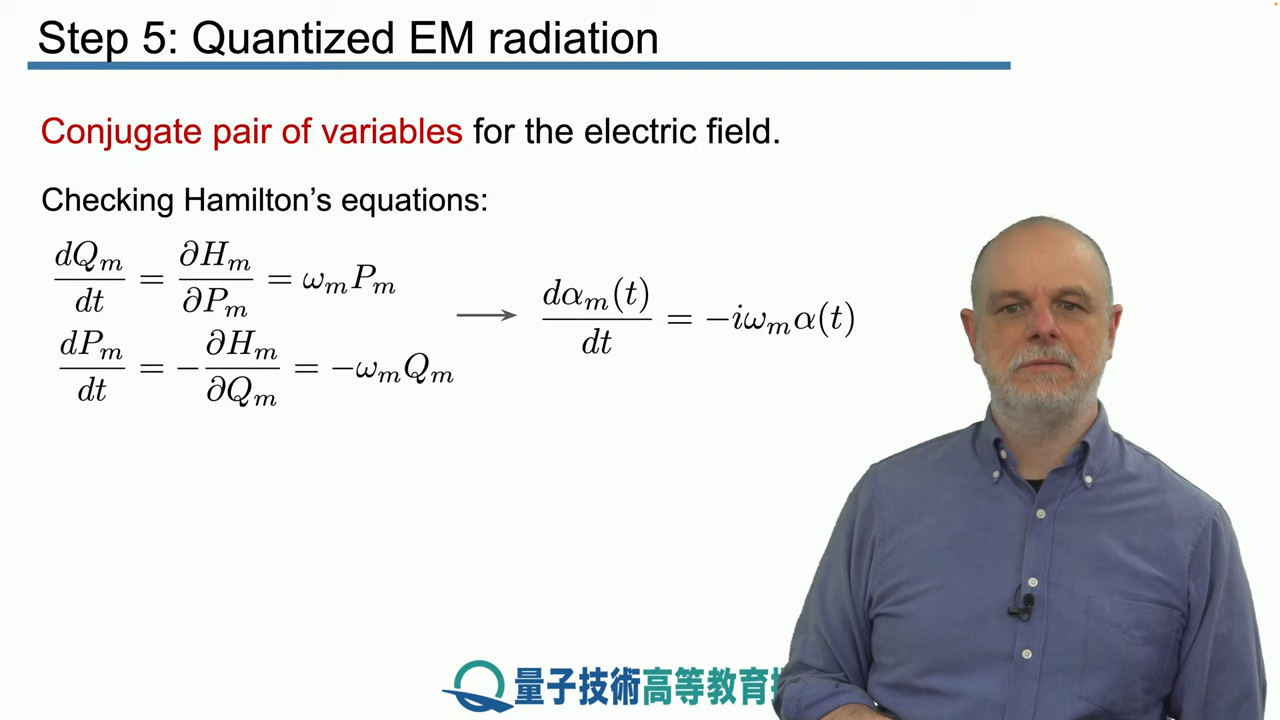 Step 5: Quantized EM radiation
Conjugate pair of variables for the electric field.
Checking Hamilton's equations:
dQ_m/dt = ∂H_m/∂P_m = ω_m P_m
dP_m/dt = −∂H_m/∂Q_m = −ω_m Q_m
⟶ dα_m(t)/dt = −iω_m α(t)
量子技術高等教育